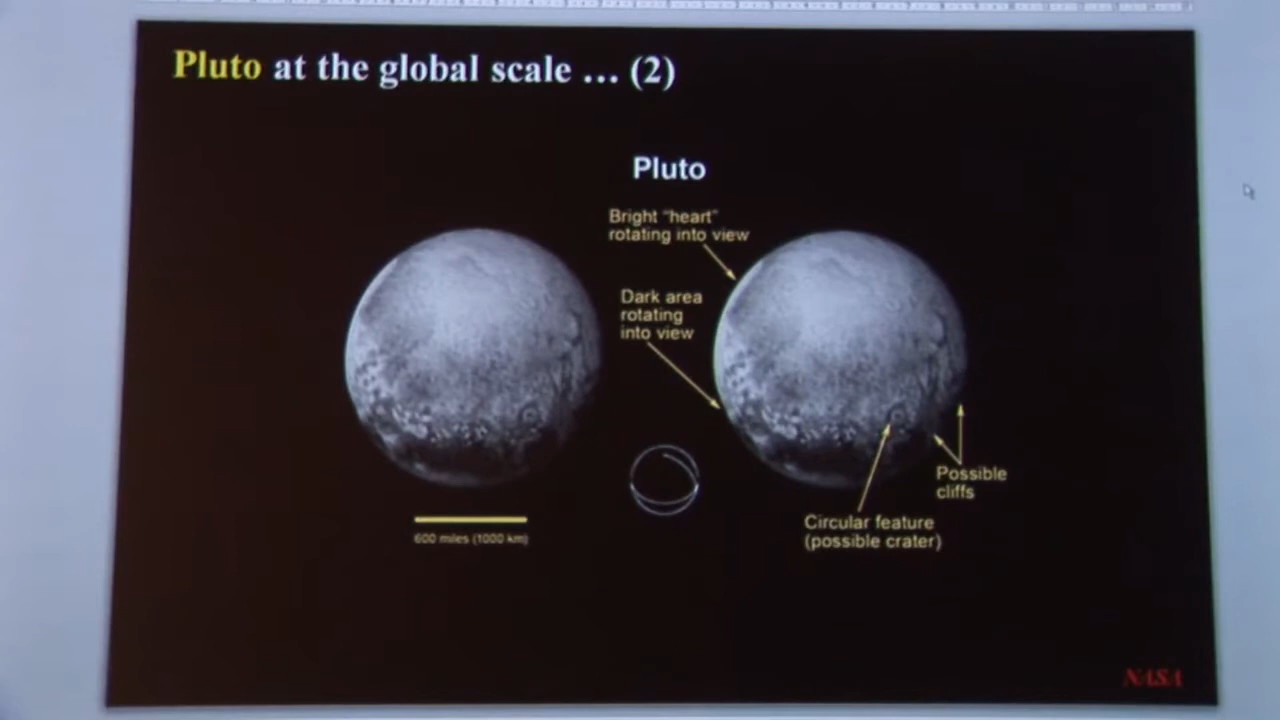 Pluto at the global scale ... (2)
Pluto
Bright "heart"
rotating into view
Dark area
rotating
into view
Possible
cliffs
Circular feature
(possible crater)
600 miles (1000 km)
NASA